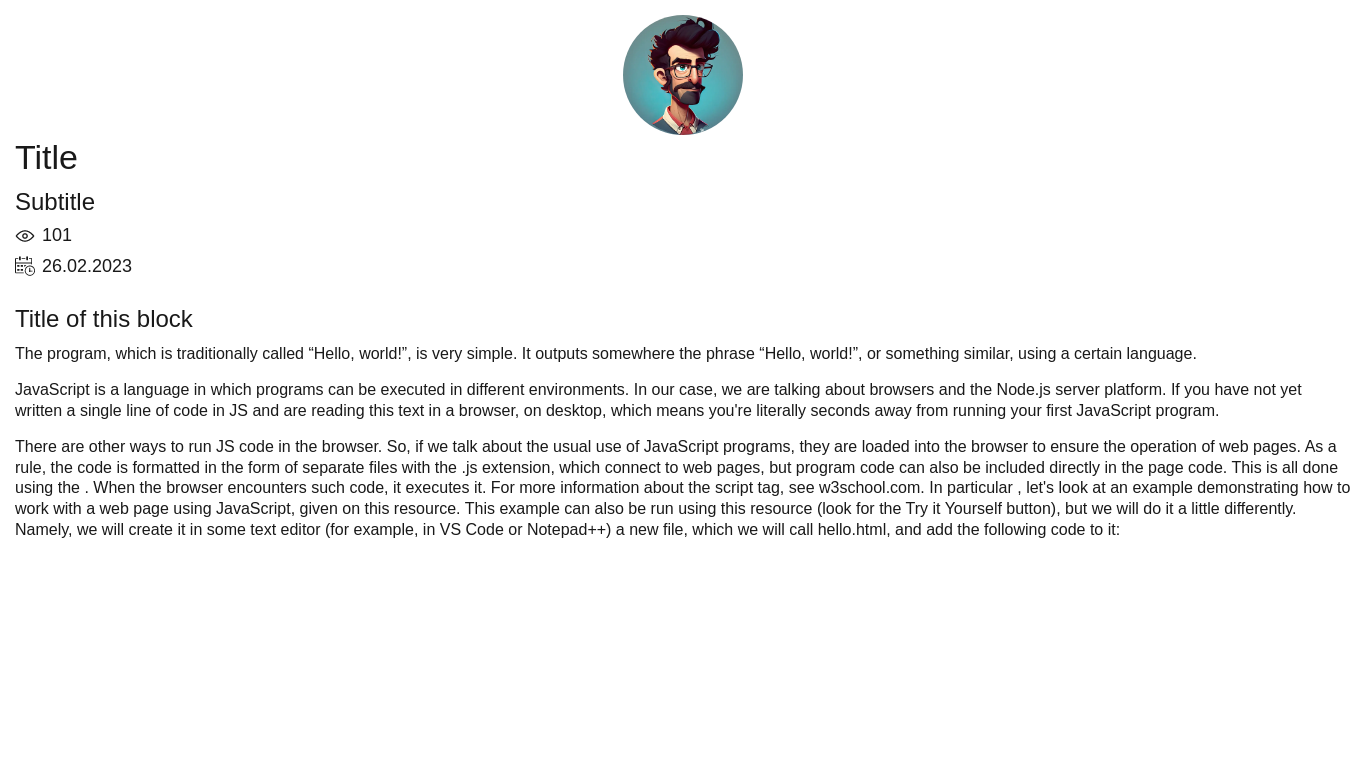 Title
Subtitle
101
26.02.2023
Title of this block
The program, which is traditionally called “Hello, world!”, is very simple. It outputs somewhere the phrase “Hello, world!”, or something similar, using a certain language.
JavaScript is a language in which programs can be executed in different environments. In our case, we are talking about browsers and the Node.js server platform. If you have not yet
written a single line of code in JS and are reading this text in a browser, on desktop, which means you're literally seconds away from running your first JavaScript program.
There are other ways to run JS code in the browser. So, if we talk about the usual use of JavaScript programs, they are loaded into the browser to ensure the operation of web pages. As a
rule, the code is formatted in the form of separate files with the .js extension, which connect to web pages, but program code can also be included directly in the page code. This is all done
using the . When the browser encounters such code, it executes it. For more information about the script tag, see w3school.com. In particular , let's look at an example demonstrating how to
work with a web page using JavaScript, given on this resource. This example can also be run using this resource (look for the Try it Yourself button), but we will do it a little differently.
Namely, we will create it in some text editor (for example, in VS Code or Notepad++) a new file, which we will call hello.html, and add the following code to it: